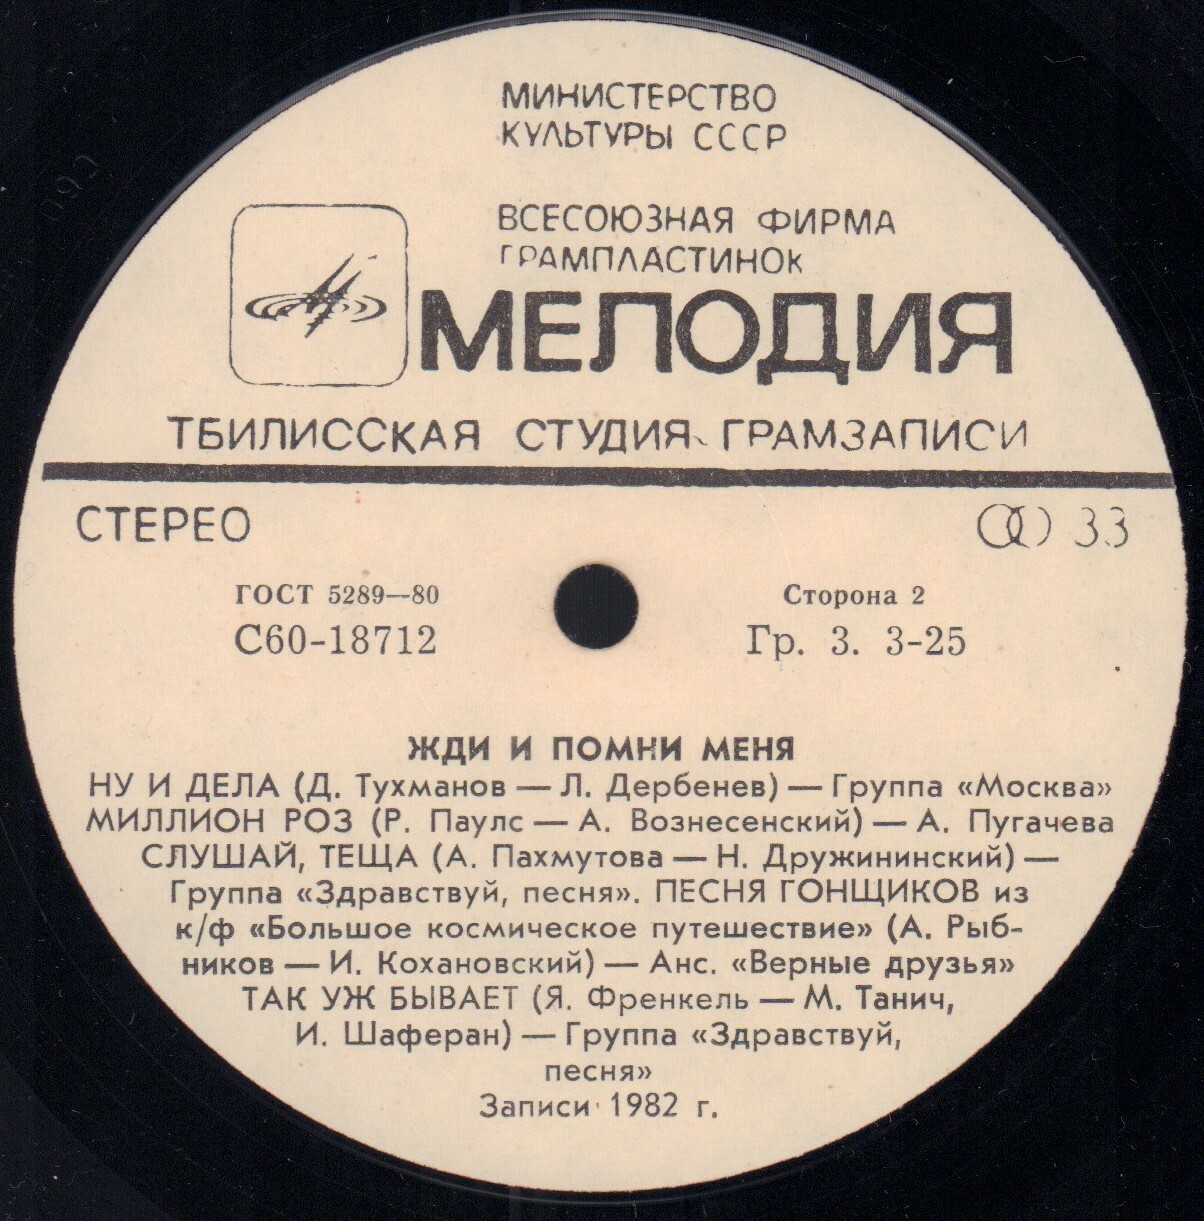 МИНИСТЕРСТВО
КУЛЬТУРЫ СССР
ВСЕСОЮЗНАЯ ФИРМА
ГРАМПЛАСТИНОК
МЕЛОДИЯ
ТБИЛИССКАЯ СТУДИЯ ГРАМЗАПИСИ
СТЕРЕО
33
ГОСТ 5289—80
Сторона 2
С60-18712
Гр. 3. 3-25
ЖДИ И ПОМНИ МЕНЯ
НУ И ДЕЛА (Д. Тухманов — Л. Дербенев) — Группа «Москва»
МИЛЛИОН РОЗ (Р. Паулс — А. Вознесенский) — А. Пугачева
СЛУШАЙ, ТЕЩА (А. Пахмутова — Н. Дружининский) —
Группа «Здравствуй, песня». ПЕСНЯ ГОНЩИКОВ из
к/ф «Большое космическое путешествие» (А. Рыб-
ников — И. Кохановский) — Анс. «Верные друзья»
ТАК УЖ БЫВАЕТ (Я. Френкель — М. Танич,
И. Шаферан) — Группа «Здравствуй,
песня»
Записи 1982 г.